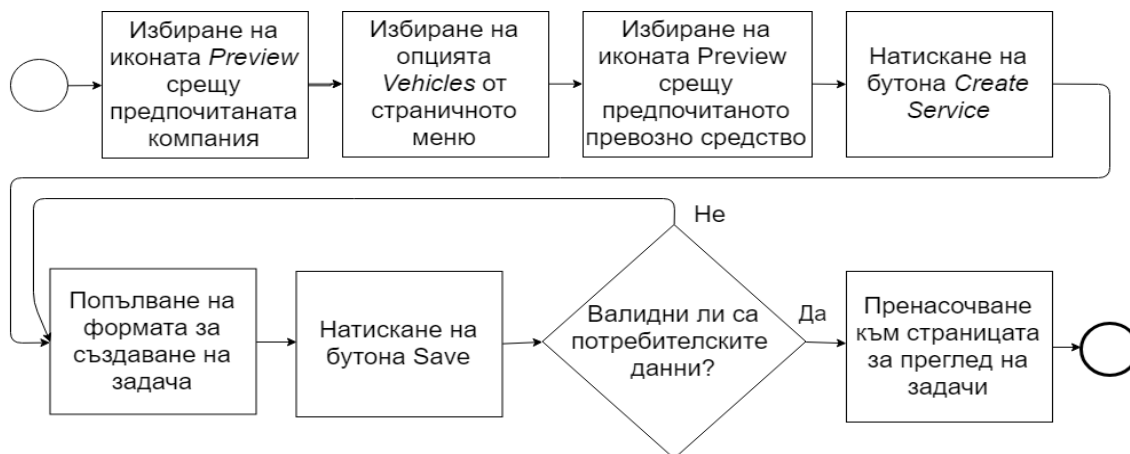 Избиране на
иконата Preview
срещу
предпочитаната
компания
Избиране на
опцията
Vehicles от
страничното
меню
Избиране на
иконата Preview
срещу
предпочитаното
превозно средство
Натискане на
бутона Create
Service
Попълване на
формата за
създаване на
задача
Натискане на
бутона Save
Валидни ли са
потребителските
данни?
Не
Да
Пренасочване
към страницата
за преглед на
задачи